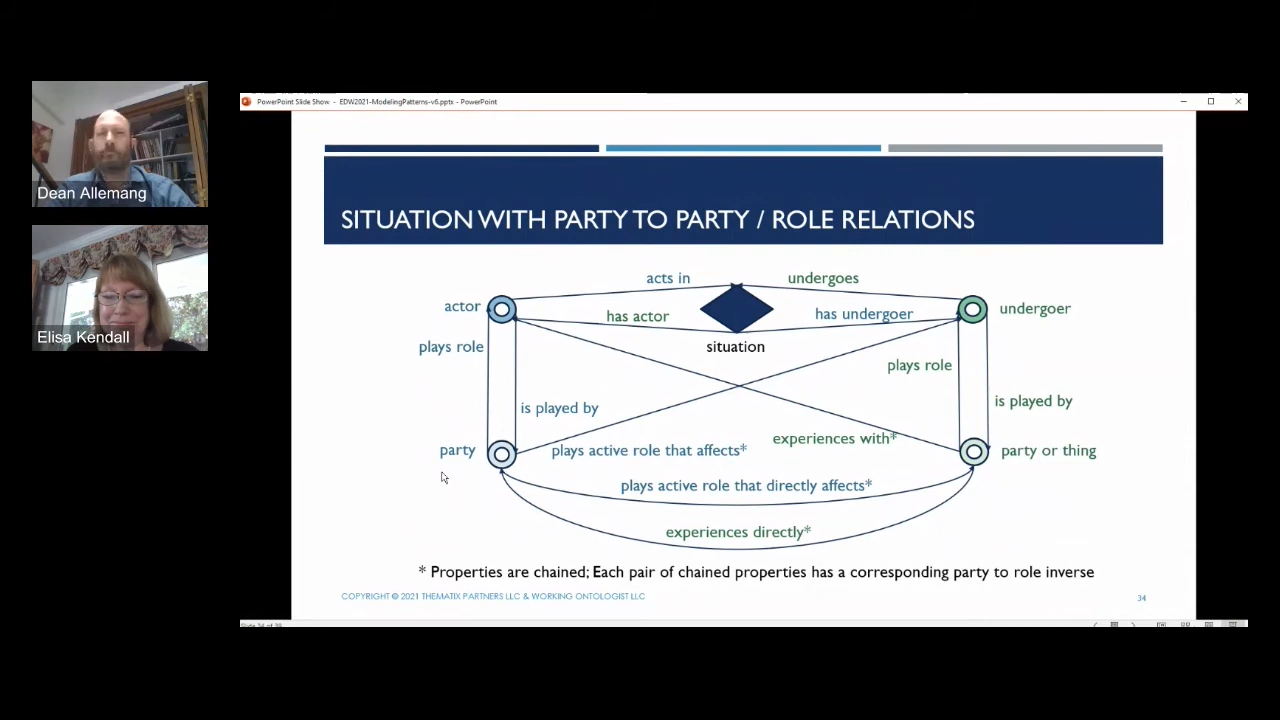 PowerPoint Slide Show - EDW2021-ModelingPatterns-v6.pptx - PowerPoint
Dean Allemang
Elisa Kendall
SITUATION WITH PARTY TO PARTY / ROLE RELATIONS
acts in
undergoes
actor
has actor
has undergoer
undergoer
situation
plays role
plays role
is played by
is played by
experiences with*
party
plays active role that affects*
party or thing
plays active role that directly affects*
experiences directly*
* Properties are chained; Each pair of chained properties has a corresponding party to role inverse
COPYRIGHT © 2021 THEMATIX PARTNERS LLC & WORKING ONTOLOGIST LLC
34